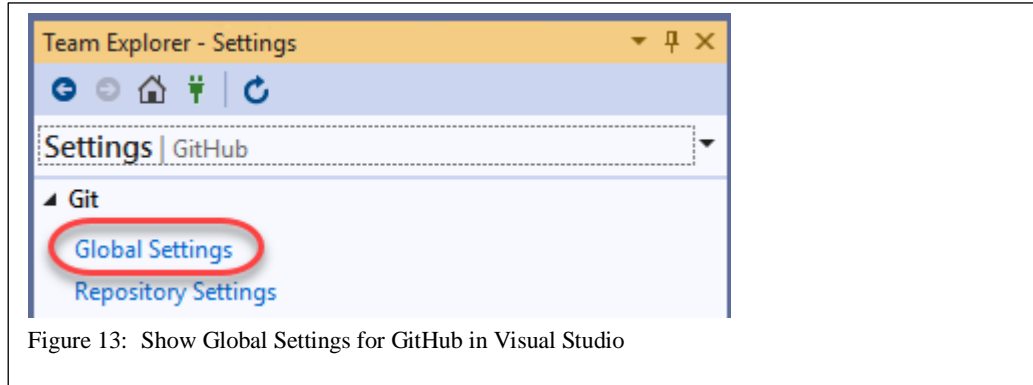 Team Explorer - Settings
Settings | GitHub
Git
Global Settings
Repository Settings
Figure 13: Show Global Settings for GitHub in Visual Studio